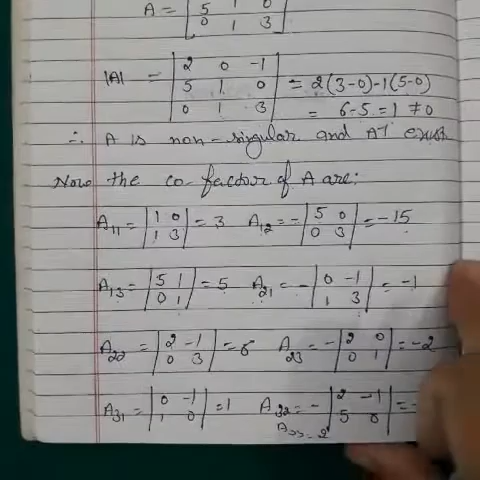 A = | 5 1 0 |
| 0 1 3 |
|A| = | 2 0 -1 |
| 5 1 0 | = 2(3-0)-1(5-0)
| 0 1 3 | = 6-5=1 ≠0
∴ A is non-singular and A⁻¹ exist
Now the co-factor of A are:
A₁₁ = | 1 0 | = 3 A₁₂ = - | 5 0 | = -15
| 1 3 | | 0 3 |
A₁₃ = | 5 1 | = 5 A₂₁ = - | 0 -1 | = -1
| 0 1 | | 1 3 |
A₂₂ = | 2 -1 | = 6 A₂₃ = - | 2 0 | = -2
| 0 3 | | 0 1 |
A₃₁ = | 0 -1 | = 1 A₃₂ = - | 2 -1 | = -
| 1 0 | | 5 0 |
A₃₃ = 2